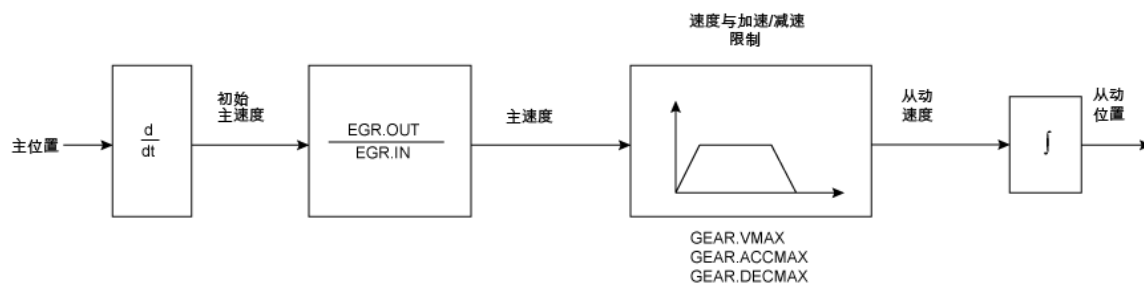 速度与加速/减速
限制
主位置
d
dt
初始
主速度
EGR.OUT
EGR.IN
主速度
从动
速度
∫
从动
位置
GEAR.VMAX
GEAR.ACCMAX
GEAR.DECMAX